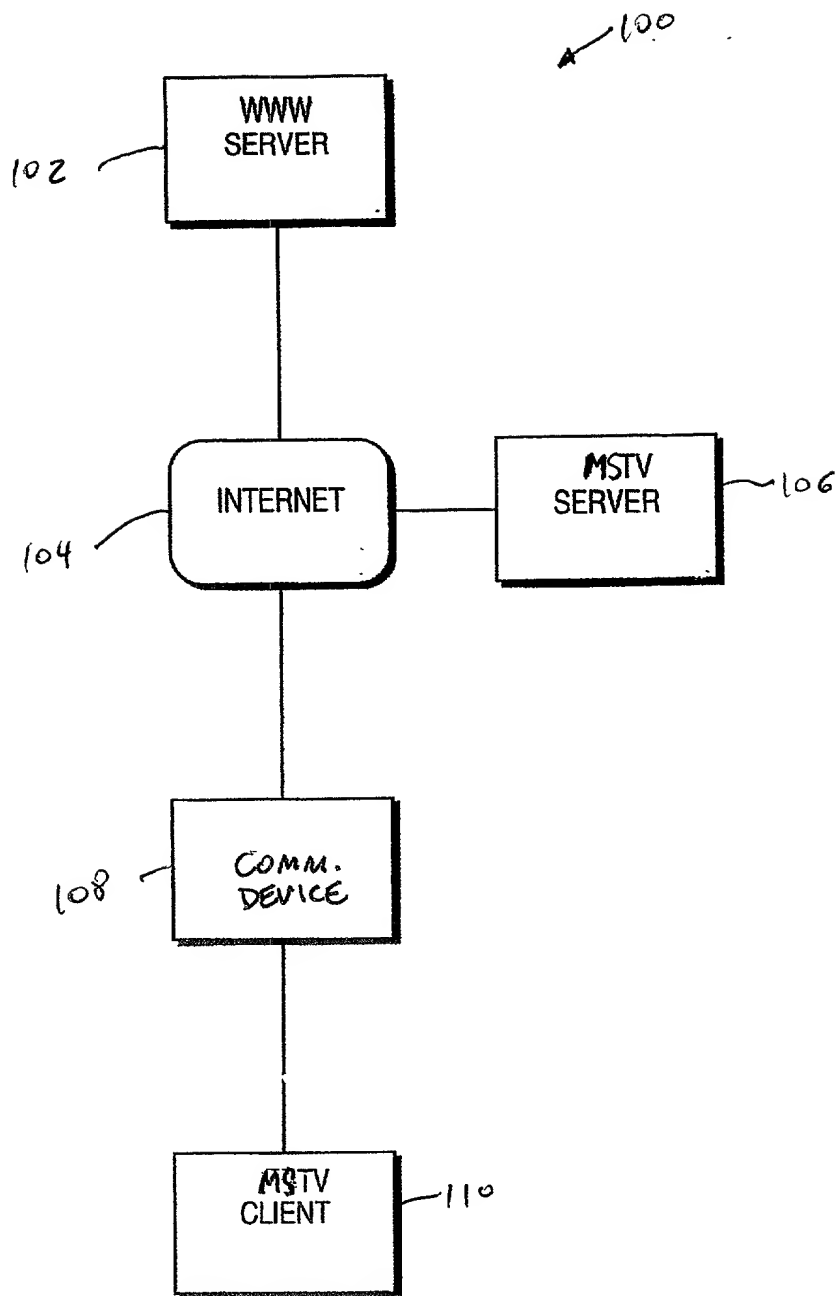 100
WWW
SERVER
102
INTERNET
104
MSTV
SERVER
106
COMM.
DEVICE
108
MSTV
CLIENT
110